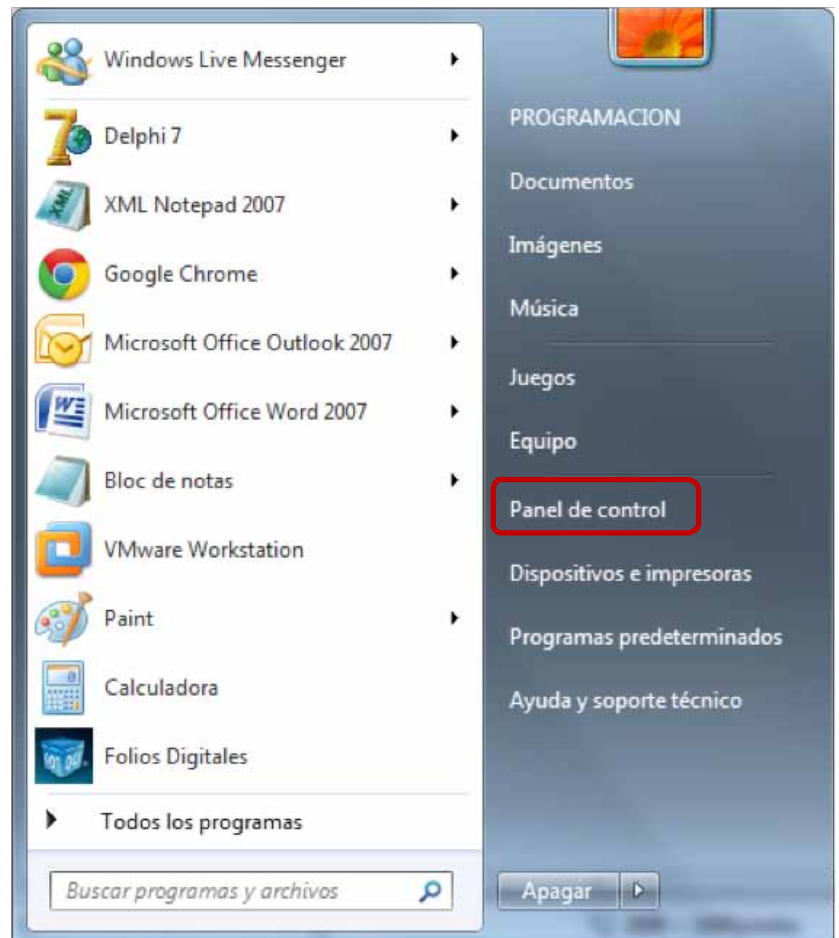 Windows Live Messenger
Delphi 7
XML Notepad 2007
Google Chrome
Microsoft Office Outlook 2007
Microsoft Office Word 2007
Bloc de notas
VMware Workstation
Paint
Calculadora
Folios Digitales
Todos los programas
Buscar programas y archivos
PROGRAMACION
Documentos
Imágenes
Música
Juegos
Equipo
Panel de control
Dispositivos e impresoras
Programas predeterminados
Ayuda y soporte técnico
Apagar